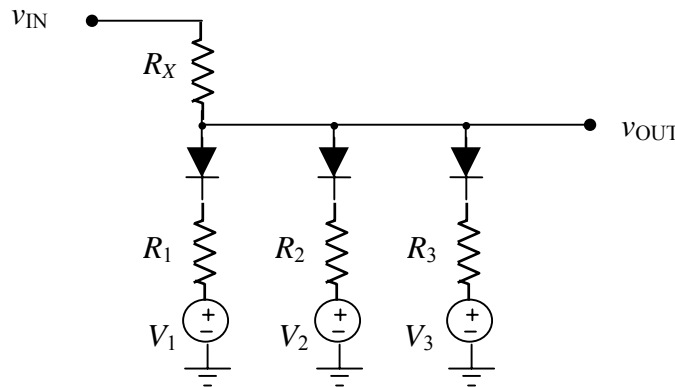 vIN
RX
vOUT
R1 R2 R3
V1 + − V2 + − V3 + −